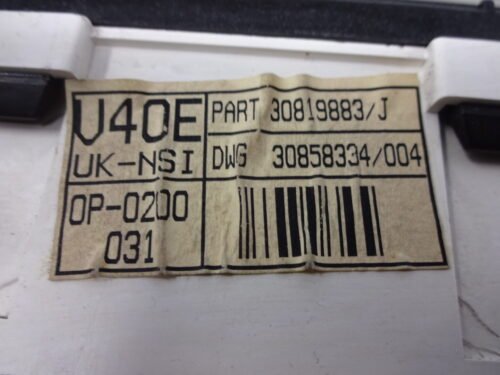 V40E PART 30819883/J
UK-NSI DWG 30858334/004
OP-0200
031